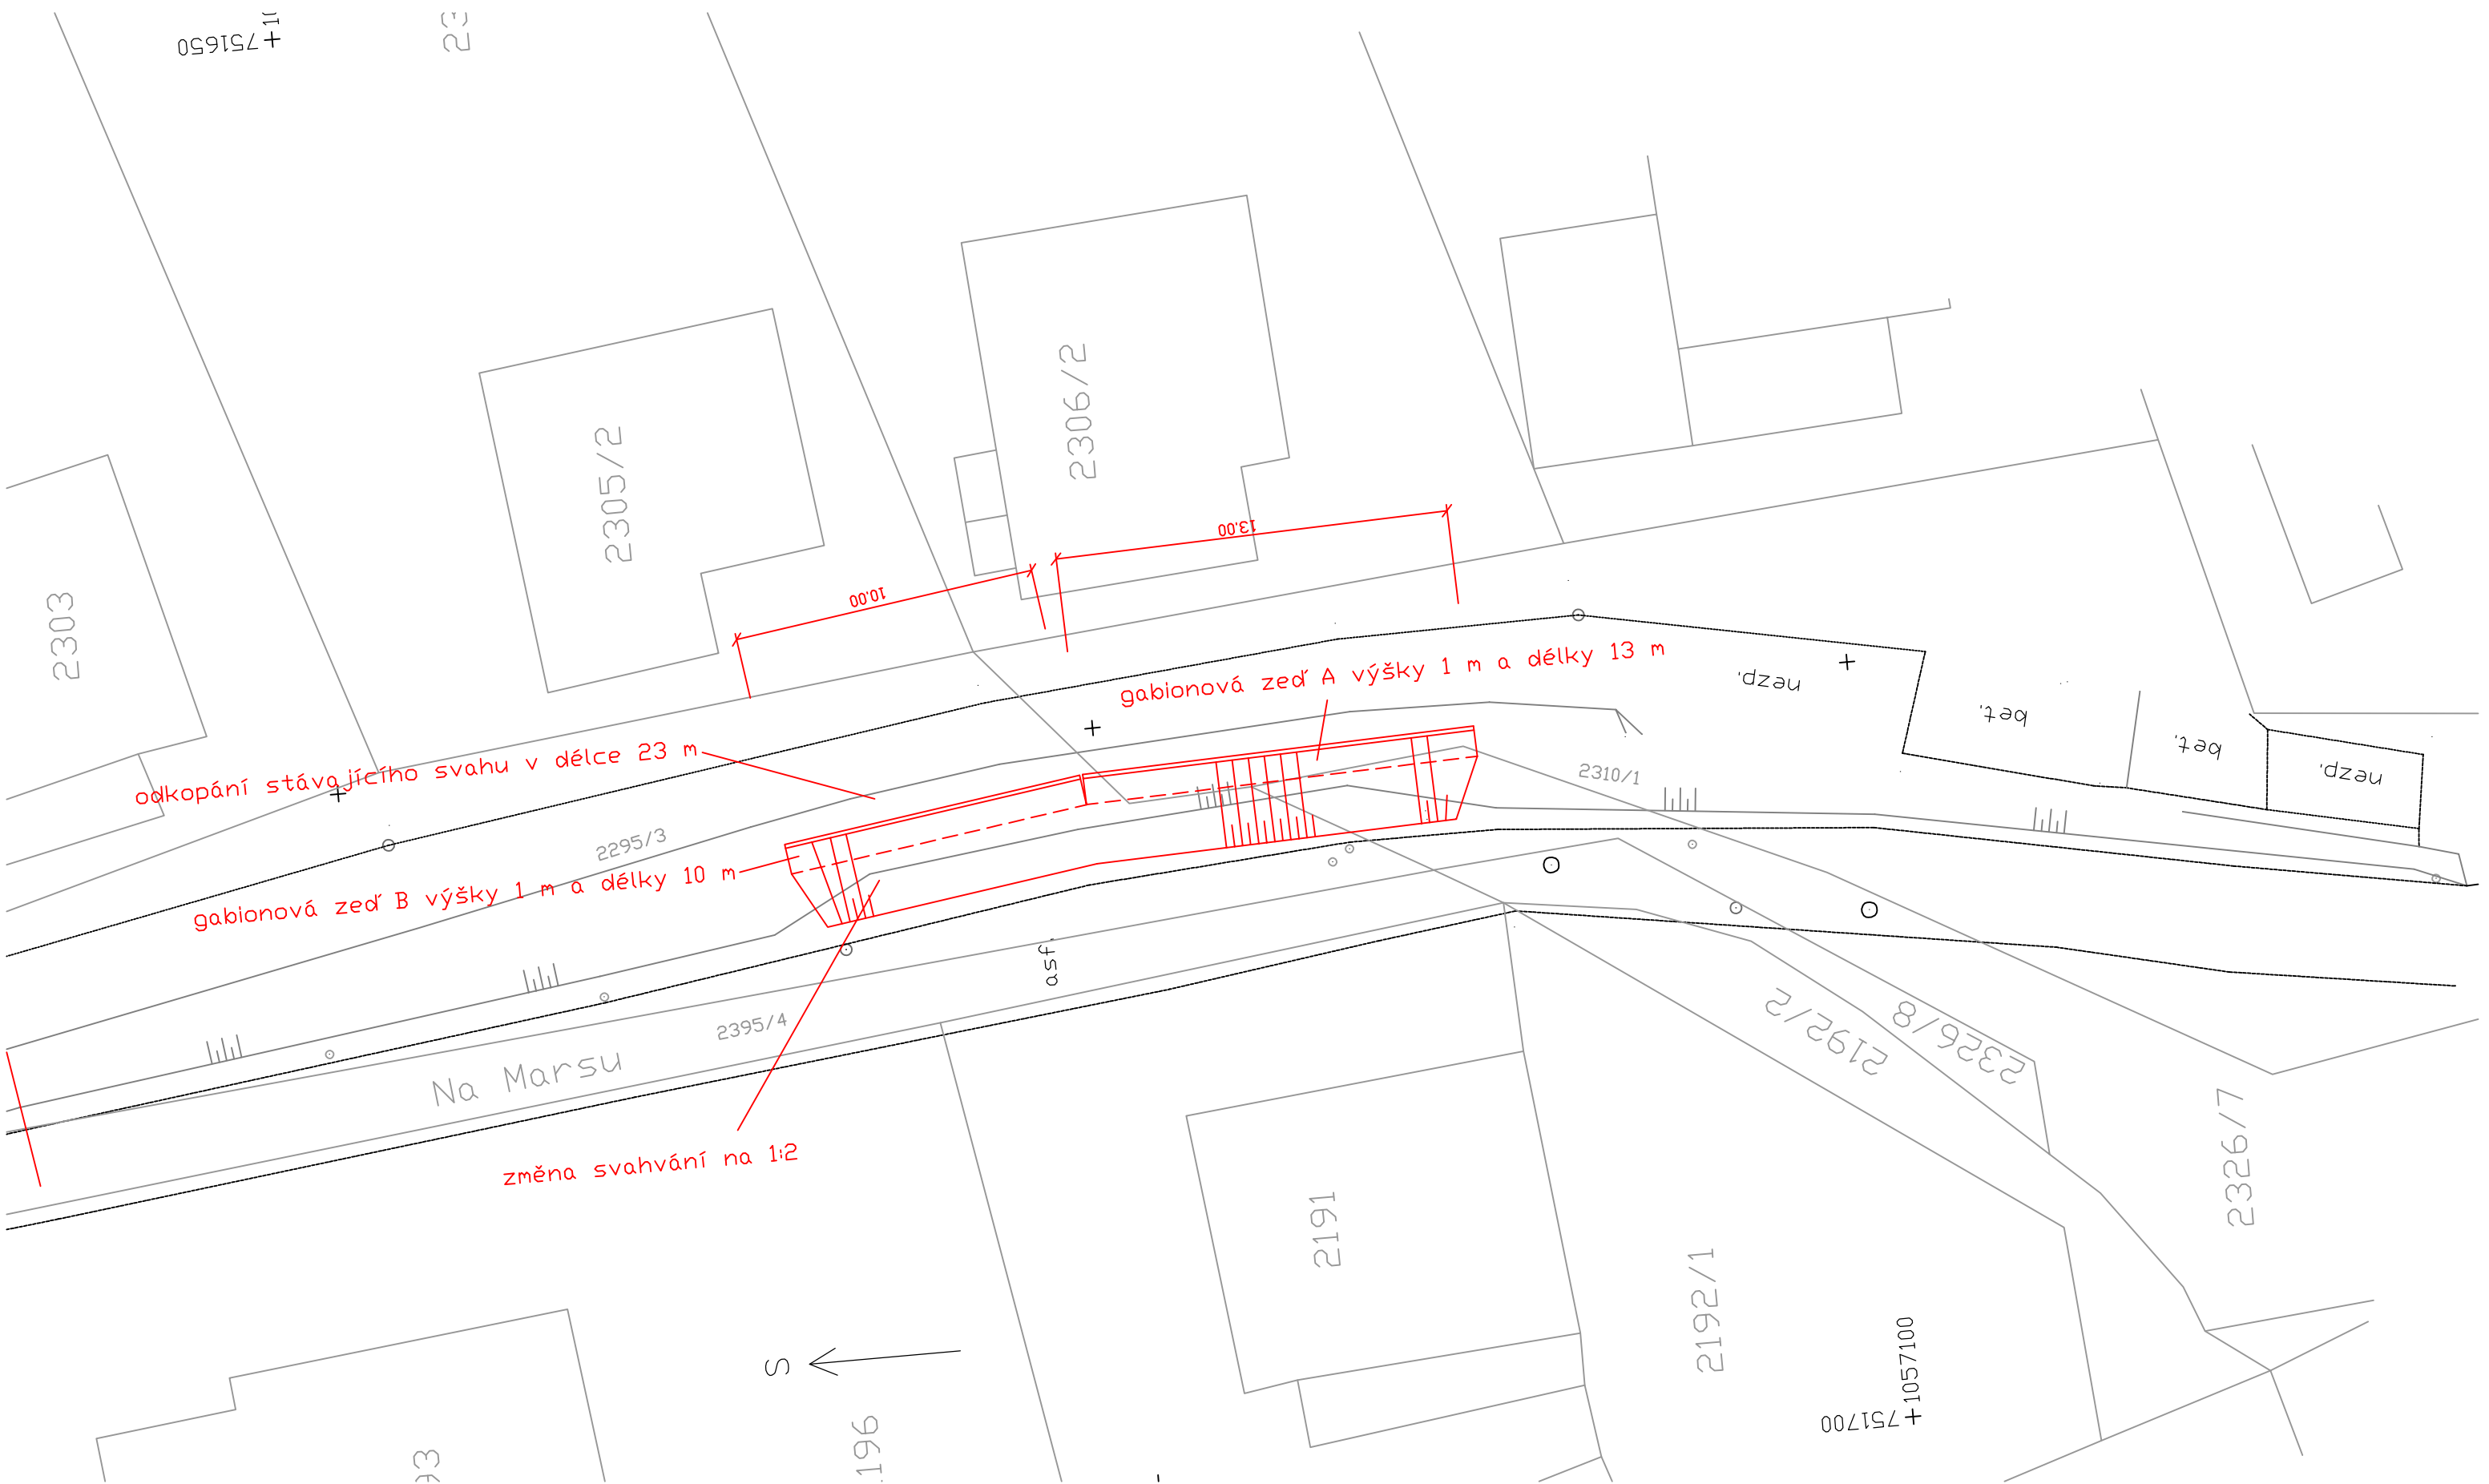 751650
2305/2
2306/2
2303
10.00
13.00
gabionová zeď A výšky 1 m a délky 13 m
nezp.
bet.
bet.
nezp.
odkopání stávajícího svahu v délce 23 m
2310/1
2295/3
gabionová zeď B výšky 1 m a délky 10 m
asf.
2395/4
Na Marsu
2192/2
2326/8
2326/7
změna svahvání na 1:2
2191
2192/1
S
1057100
751700